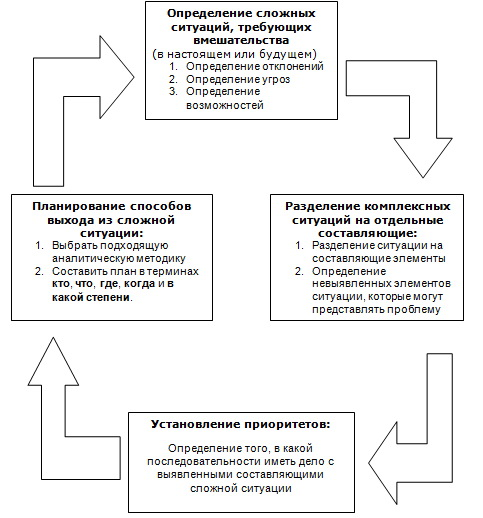 Определение сложных
ситуаций, требующих
вмешательства
(в настоящем или будущем)
1. Определение отклонений
2. Определение угроз
3. Определение
возможностей
Разделение комплексных
ситуаций на отдельные
составляющие:
1. Разделение ситуации на
составляющие элементы
2. Определение
невыявленных элементов
ситуации, которые могут
представлять проблему
Установление приоритетов:
Определение того, в какой
последовательности иметь дело с
выявленными составляющими
сложной ситуации
Планирование способов
выхода из сложной
ситуации:
1. Выбрать подходящую
аналитическую методику
2. Составить план в терминах
кто, что, где, когда и в
какой степени.